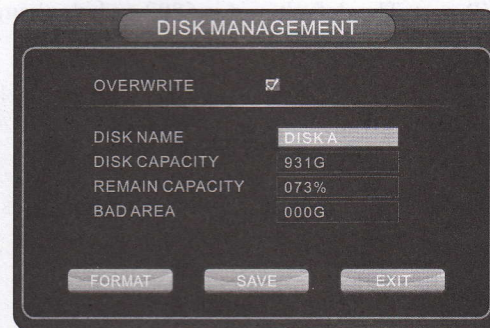 DISK MANAGEMENT
OVERWRITE
DISK NAME DISK A
DISK CAPACITY 931G
REMAIN CAPACITY 073%
BAD AREA 000G
FORMAT SAVE EXIT